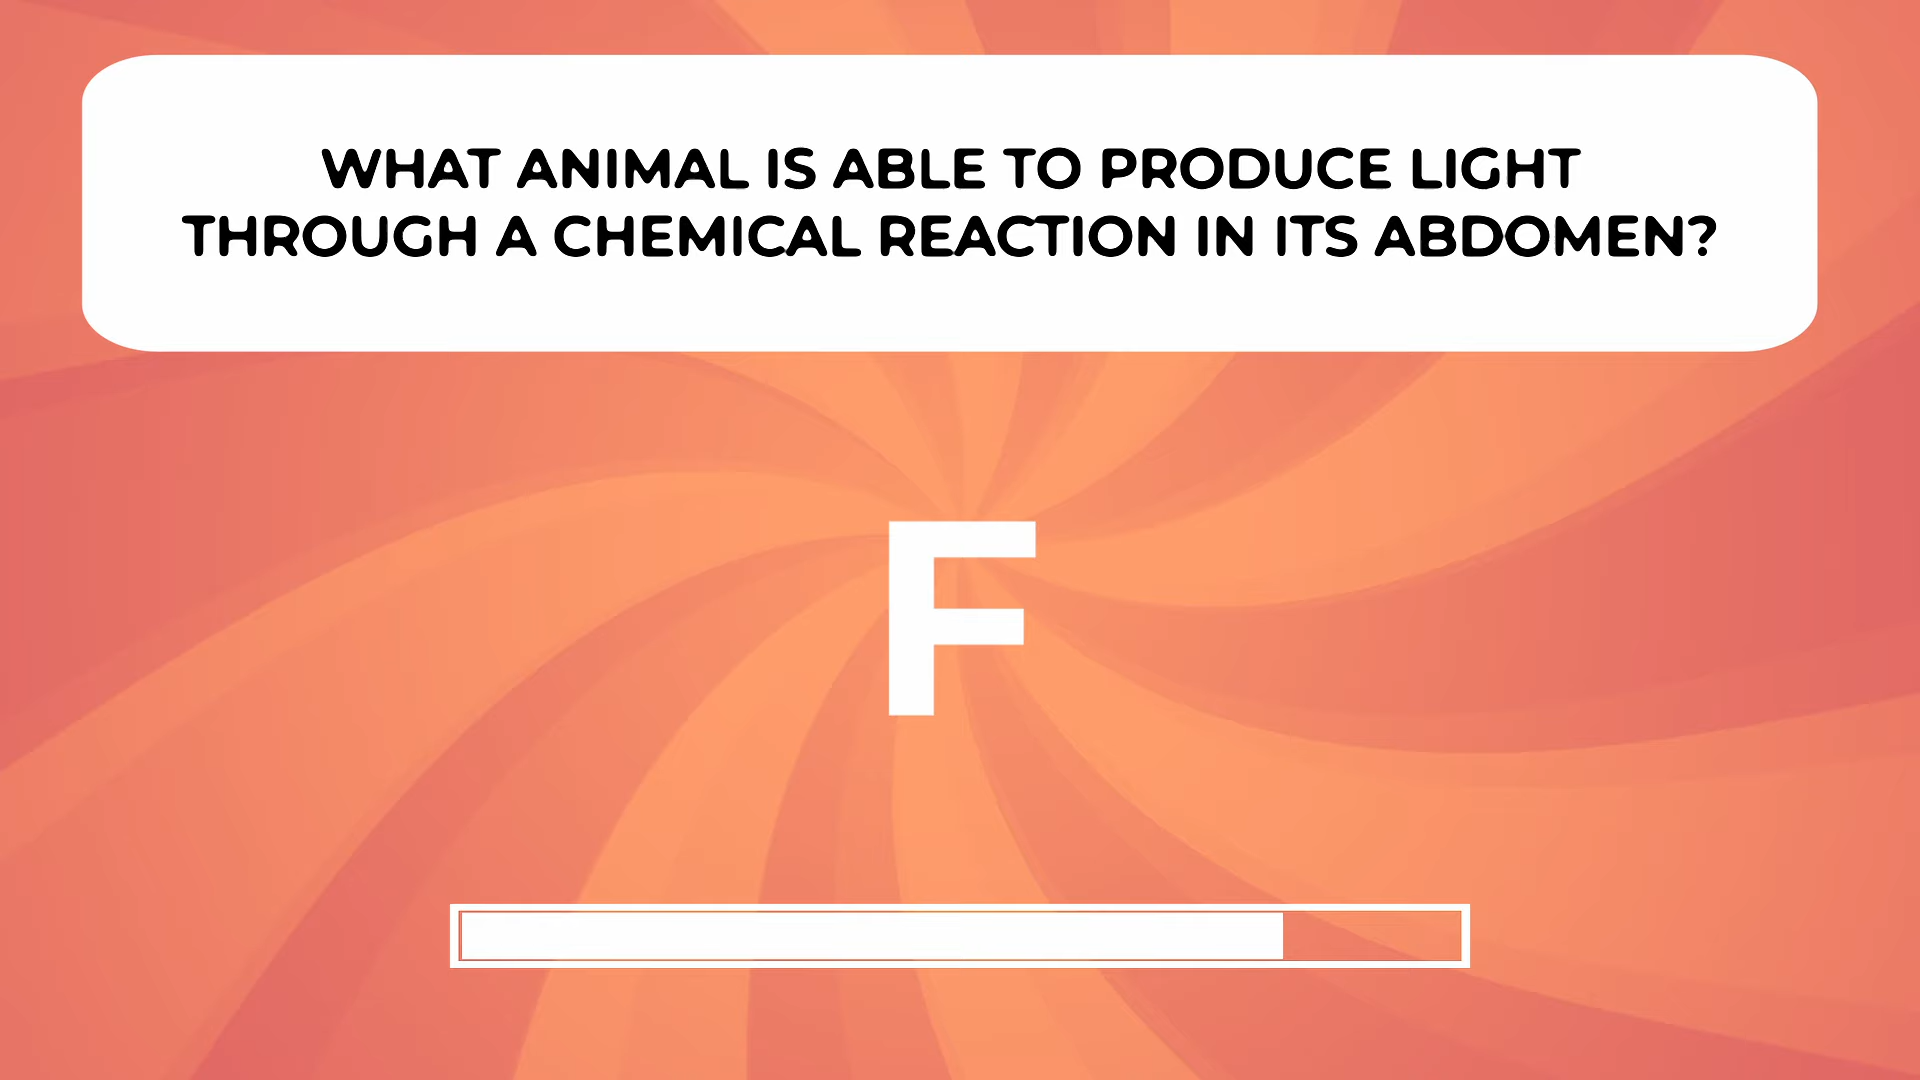 WHAT ANIMAL IS ABLE TO PRODUCE LIGHT
THROUGH A CHEMICAL REACTION IN ITS ABDOMEN?
F